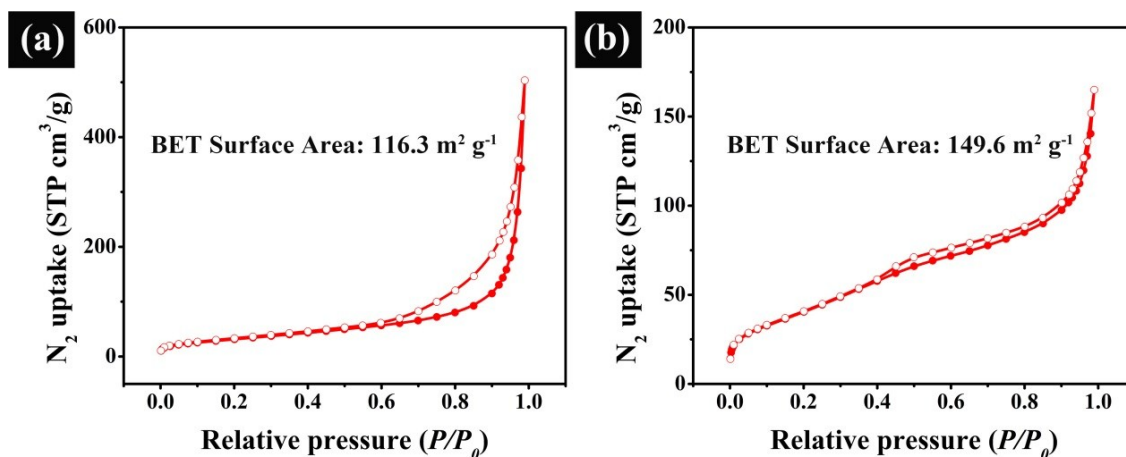 (a)
N₂ uptake (STP cm³/g)
600
400
200
0
BET Surface Area: 116.3 m² g⁻¹
0.0 0.2 0.4 0.6 0.8 1.0
Relative pressure (P/P₀)
(b)
N₂ uptake (STP cm³/g)
200
150
100
50
0
BET Surface Area: 149.6 m² g⁻¹
0.0 0.2 0.4 0.6 0.8 1.0
Relative pressure (P/P₀)